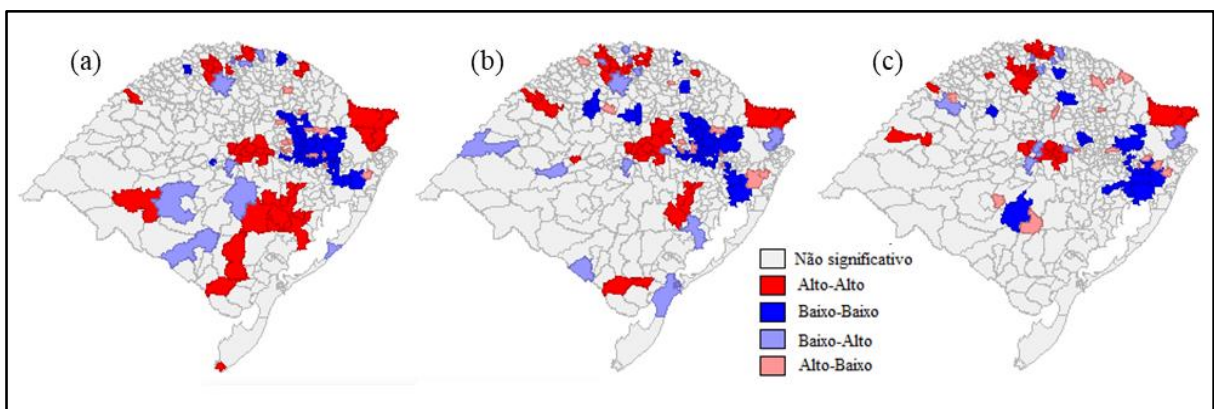 (a)
(b)
(c)
Não significativo
Alto-Alto
Baixo-Baixo
Baixo-Alto
Alto-Baixo